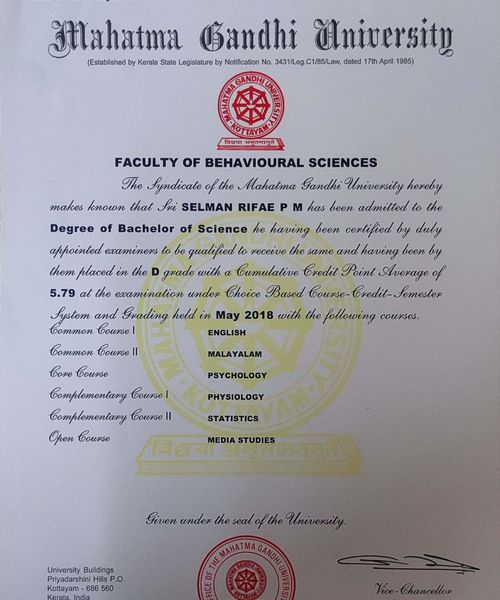 Mahatma Gandhi University
(Established by Kerala State Legislature by Notification No. 3431/Leg.C1/85/Law, dated 17th April 1985)
MAHATMA GANDHI UNIVERSITY
KOTTAYAM
विद्यया अमृतमश्नुते
FACULTY OF BEHAVIOURAL SCIENCES
The Syndicate of the Mahatma Gandhi University hereby
makes known that Sri SELMAN RIFAE P M has been admitted to the
Degree of Bachelor of Science he having been certified by duly
appointed examiners to be qualified to receive the same and having been by
them placed in the D grade with a Cumulative Credit Point Average of
5.79 at the examination under Choice Based Course-Credit-Semester
System and Grading held in May 2018 with the following courses.
Common Course I ENGLISH
Common Course II MALAYALAM
Core Course PSYCHOLOGY
Complementary Course I PHYSIOLOGY
Complementary Course II STATISTICS
Open Course MEDIA STUDIES
MAHATMA GANDHI UNIVERSITY
KOTTAYAM
विद्यया अमृतमश्नुते
Given under the seal of the University.
OFFICE OF THE MAHATMA GANDHI UNIVERSITY
University Buildings
Priyadarshini Hills P.O.
Kottayam - 686 560
Kerala, India
Vice-Chancellor